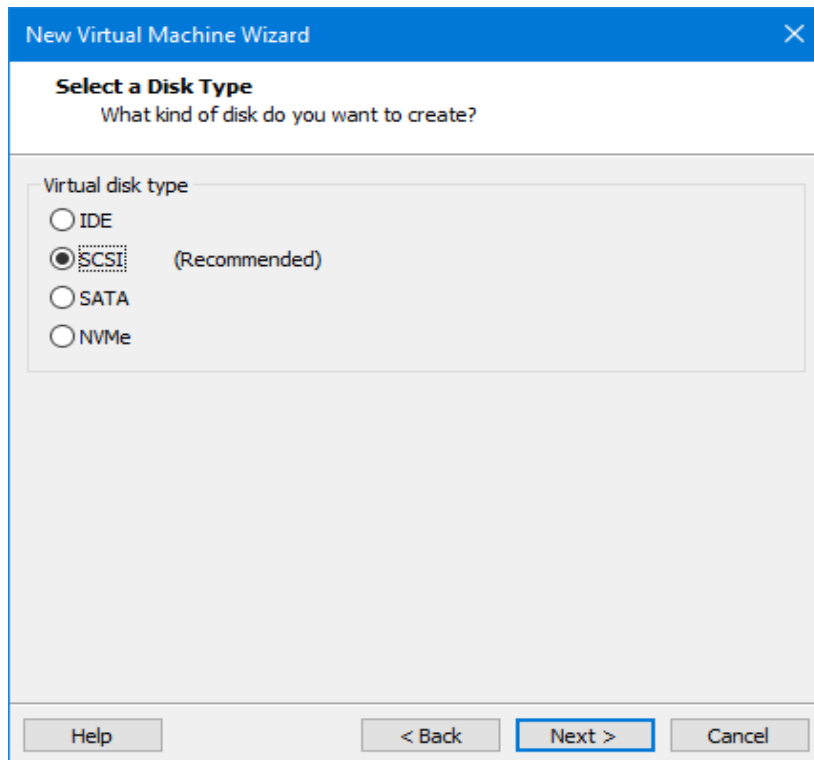 New Virtual Machine Wizard
Select a Disk Type
What kind of disk do you want to create?
Virtual disk type
IDE
SCSI (Recommended)
SATA
NVMe
Help < Back Next > Cancel